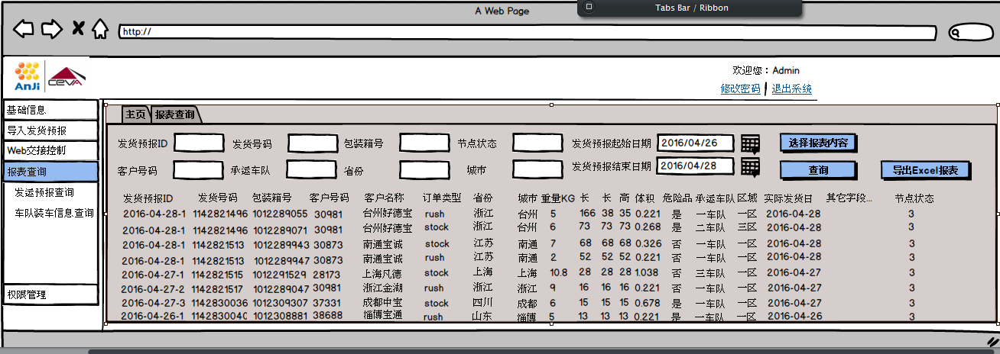 Tabs Bar / Ribbon
A Web Page
http://
AnJi CEVA
欢迎您：Admin
修改密码 | 退出系统
基础信息
导入发货预报
Web交接控制
报表查询
发运预报查询
车队装车信息查询
权限管理
主页 报表查询
发货预报ID 发货号码 包装箱号 节点状态 发货预报起始日期 2016/04/26 选择报表内容
客户号码 承运车队 省份 城市 发货预报结束日期 2016/04/28 查询 导出Excel报表
发货预报ID 发货号码 包装箱号 客户号码 客户名称 订单类型 省份 城市 重量KG 长 长 高 体积 危险品 承运车队 区域 实际发货日 其它字段... 节点状态
2016-04-28-1 1142821496 1012289055 30981 台州好德宝 rush 浙江 台州 5 166 38 35 0.221 是 一车队 一区 2016-04-28 3
2016-04-28-1 1142821496 1012289071 30981 台州好德宝 stock 浙江 台州 6 73 73 73 0.268 是 二车队 三区 2016-04-28 3
2016-04-28-1 1142821513 1012289943 30873 南通宝诚 stock 江苏 南通 7 68 68 68 0.326 否 一车队 一区 2016-04-28 3
2016-04-28-1 1142821513 1012289947 30873 南通宝诚 rush 江苏 南通 2 52 52 52 0.221 否 一车队 一区 2016-04-28 3
2016-04-27-1 1142821515 1012291529 28173 上海凡德 stock 上海 上海 10.8 28 28 28 1.038 否 三车队 一区 2016-04-27 3
2016-04-27-2 1142821517 1012289047 30981 浙江金湖 rush 浙江 浙江 9 16 16 16 0.221 否 一车队 一区 2016-04-27 3
2016-04-27-3 1142830036 1012309307 37331 成都中宝 stock 四川 成都 6 15 15 15 0.678 否 一车队 一区 2016-04-27 3
2016-04-26-1 114283004( 1012308881 38688 淄博宝通 rush 山东 淄博 5 13 13 13 0.221 是 一车队 一区 2016-04-26 3